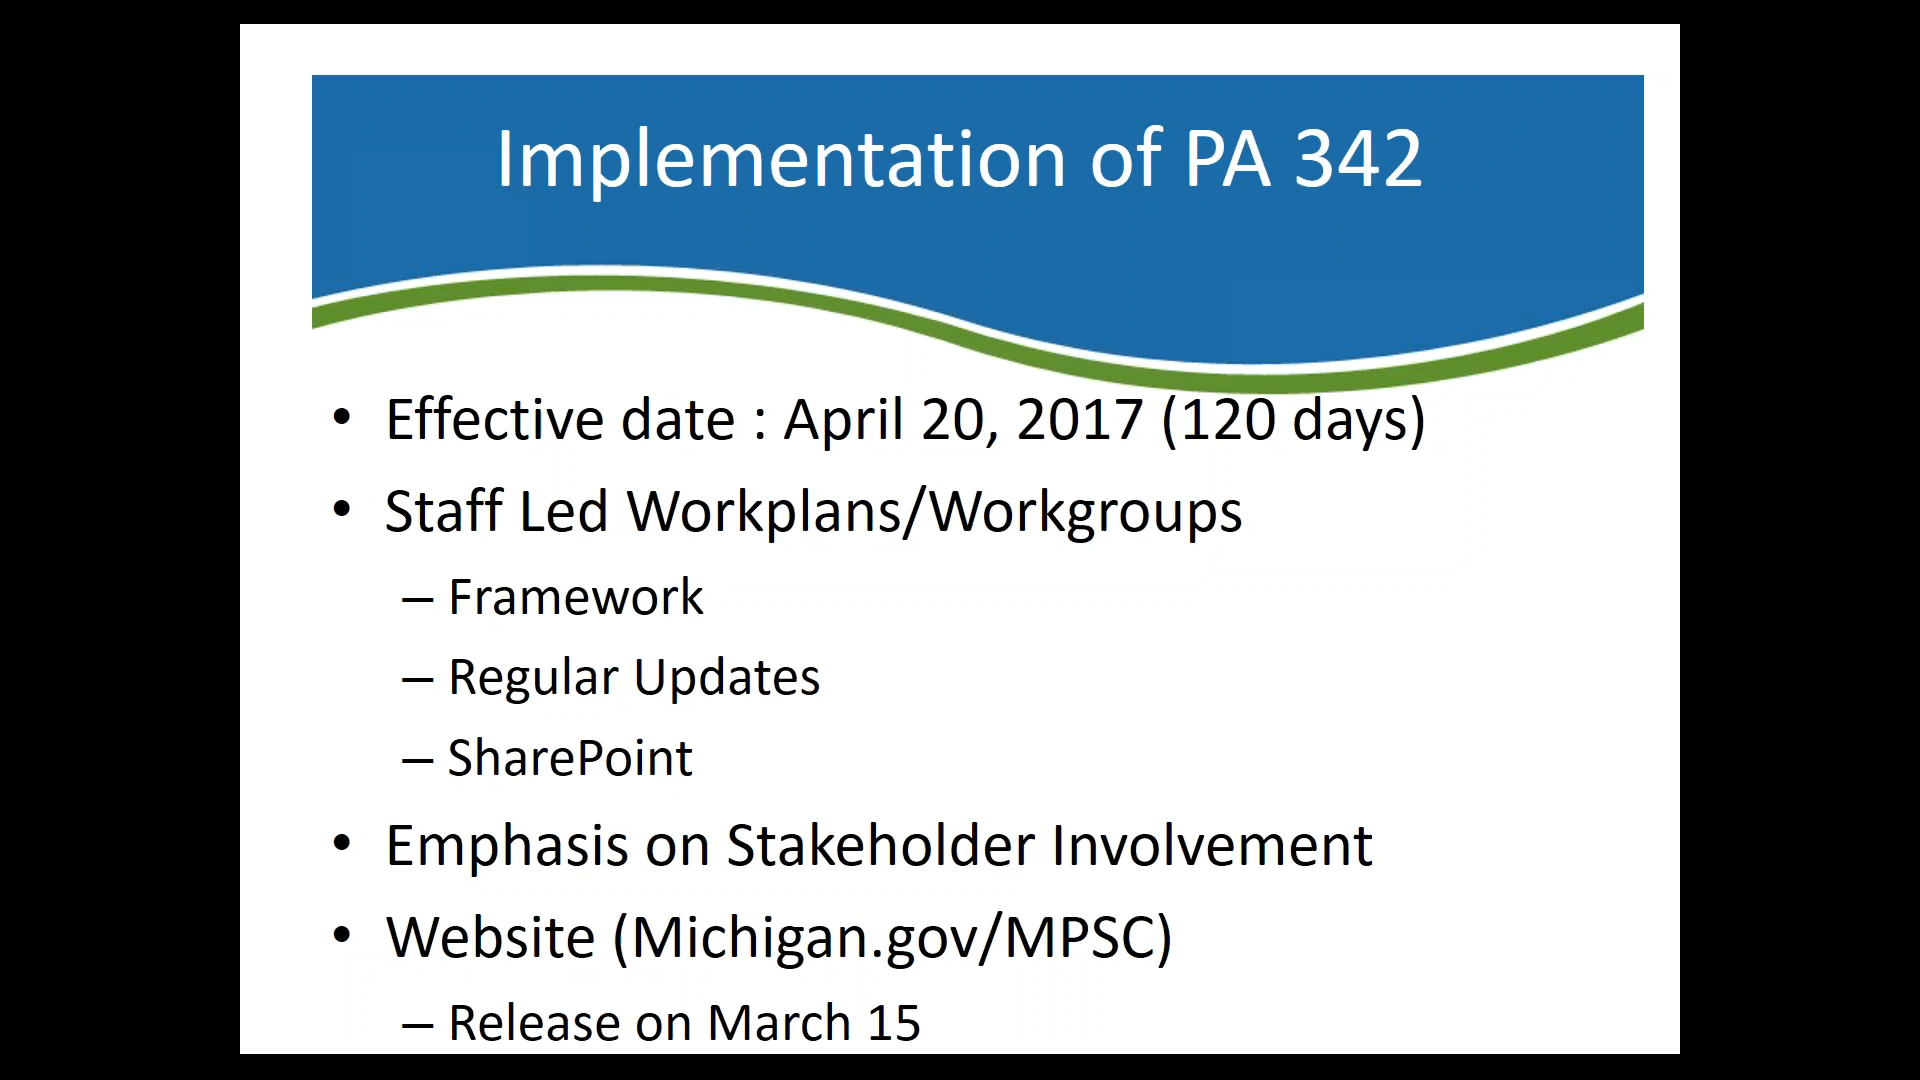 Implementation of PA 342
• Effective date : April 20, 2017 (120 days)
• Staff Led Workplans/Workgroups
– Framework
– Regular Updates
– SharePoint
• Emphasis on Stakeholder Involvement
• Website (Michigan.gov/MPSC)
– Release on March 15